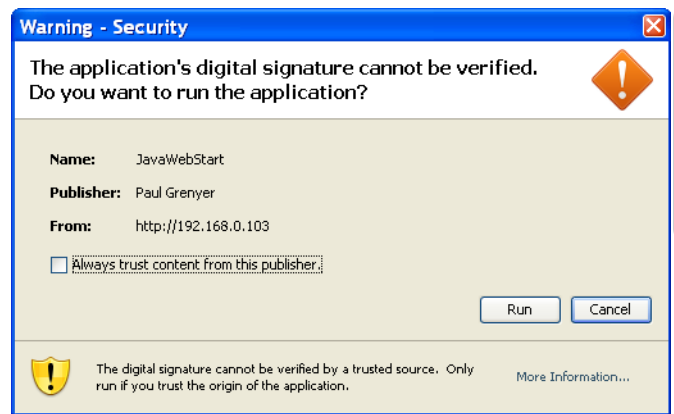 Warning - Security
The application's digital signature cannot be verified.
Do you want to run the application?
Name: JavaWebStart
Publisher: Paul Grenyer
From: http://192.168.0.103
Always trust content from this publisher.
Run Cancel
The digital signature cannot be verified by a trusted source. Only
run if you trust the origin of the application.
More Information...